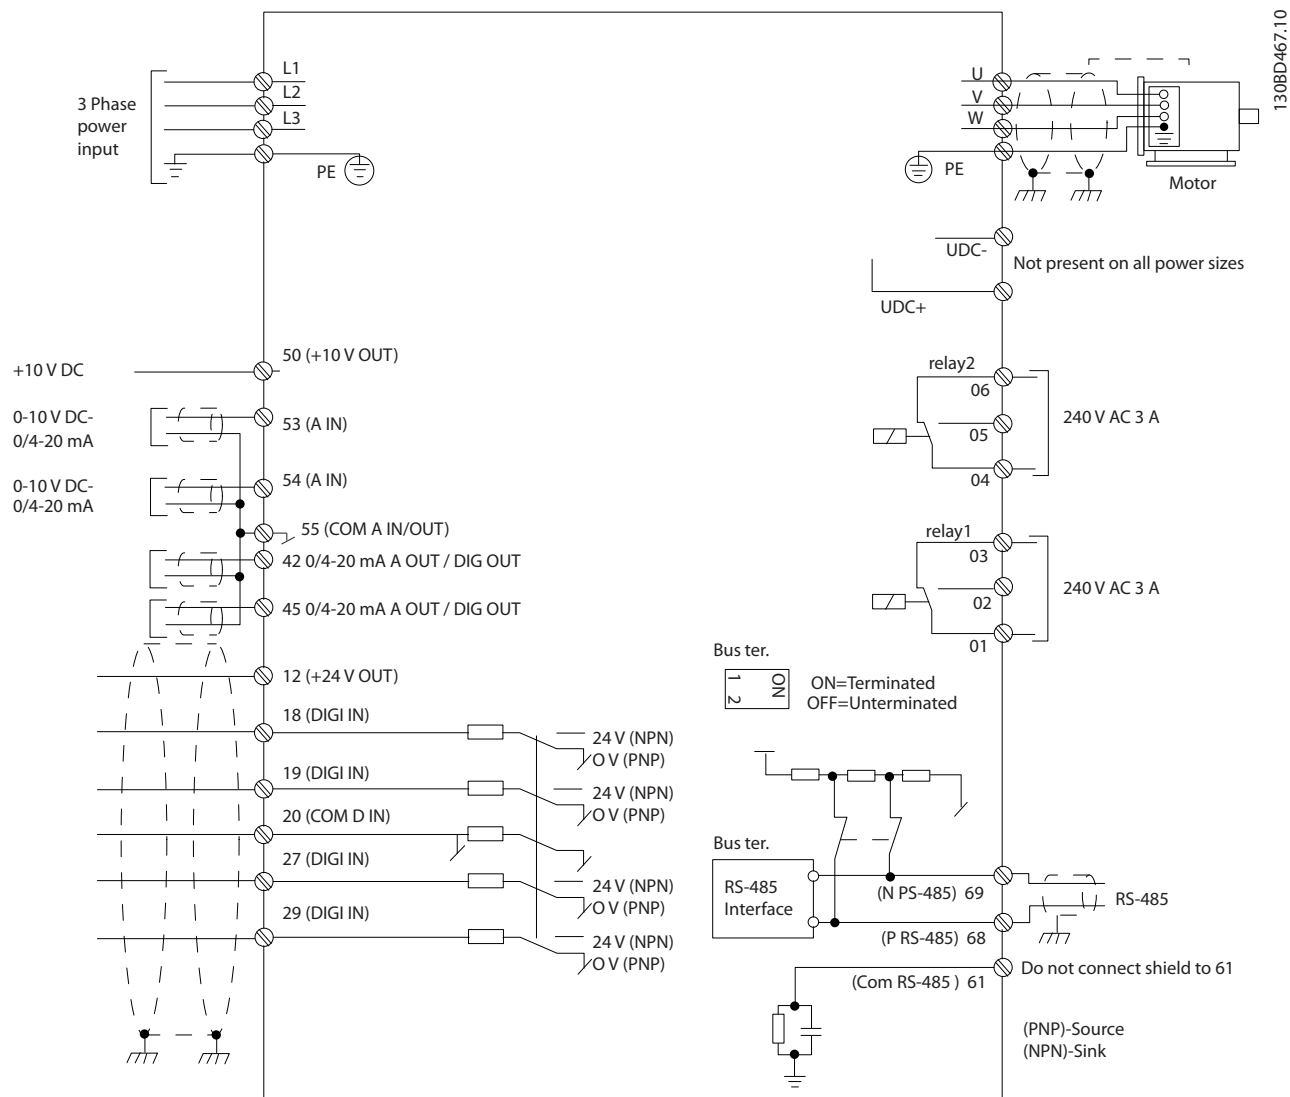 130BD467.10
3 Phase
power
input
L1
L2
L3
PE
U
V
W
PE
Motor
UDC-
Not present on all power sizes
UDC+
+10 V DC
50 (+10 V OUT)
0-10 V DC-
0/4-20 mA
53 (A IN)
0-10 V DC-
0/4-20 mA
54 (A IN)
55 (COM A IN/OUT)
42 0/4-20 mA A OUT / DIG OUT
45 0/4-20 mA A OUT / DIG OUT
12 (+24 V OUT)
18 (DIGI IN)
24 V (NPN)
O V (PNP)
19 (DIGI IN)
24 V (NPN)
O V (PNP)
20 (COM D IN)
27 (DIGI IN)
24 V (NPN)
O V (PNP)
29 (DIGI IN)
24 V (NPN)
O V (PNP)
relay2
06
05
04
240 V AC 3 A
relay1
03
02
01
240 V AC 3 A
Bus ter.
1
2
ON
ON=Terminated
OFF=Unterminated
Bus ter.
RS-485
Interface
(N PS-485) 69
RS-485
(P RS-485) 68
(Com RS-485 ) 61
Do not connect shield to 61
(PNP)-Source
(NPN)-Sink